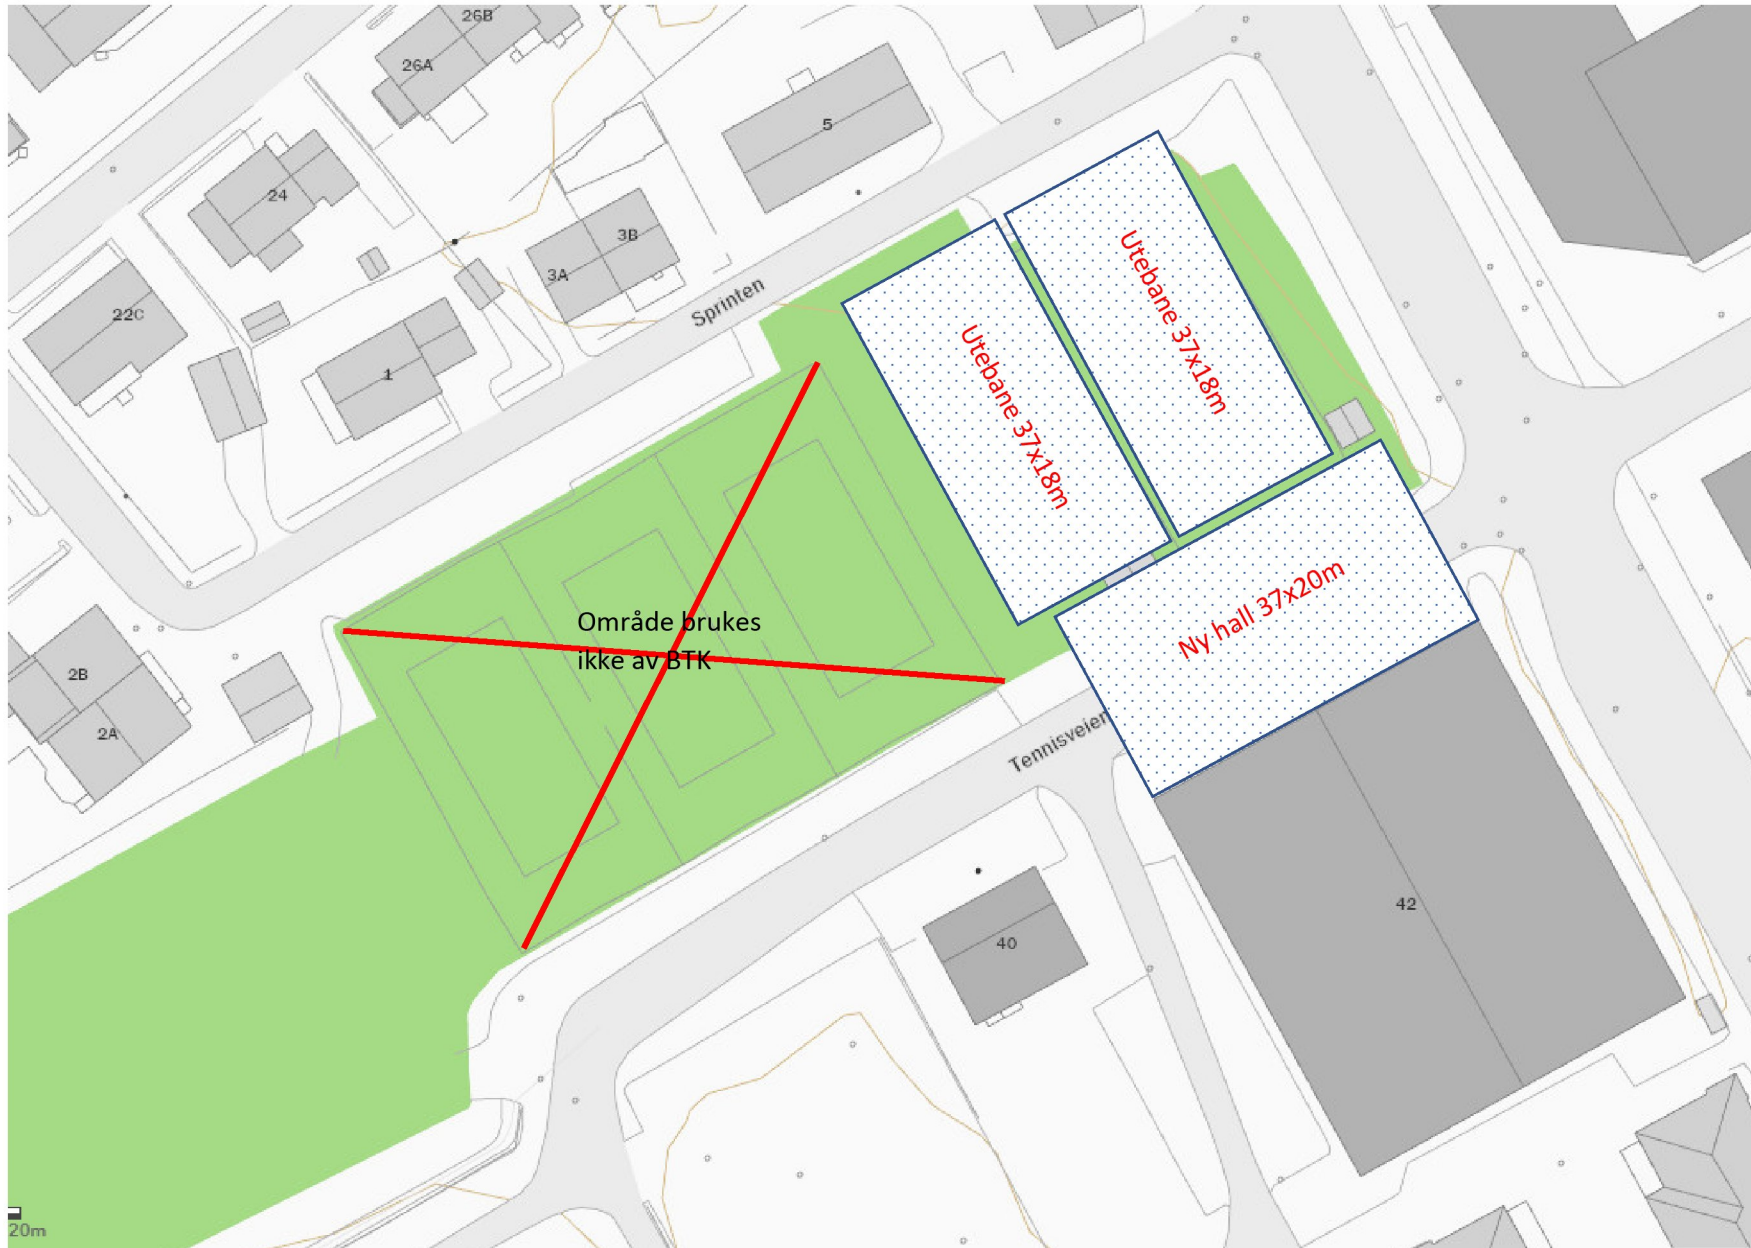 26B
26A
5
24
3B
3A
22C
Sprinten
1
Utebane 37x18m
Utebane 37x18m
Område brukes
ikke av BTK
Ny hall 37x20m
2B
2A
Tennisveien
42
40
20m